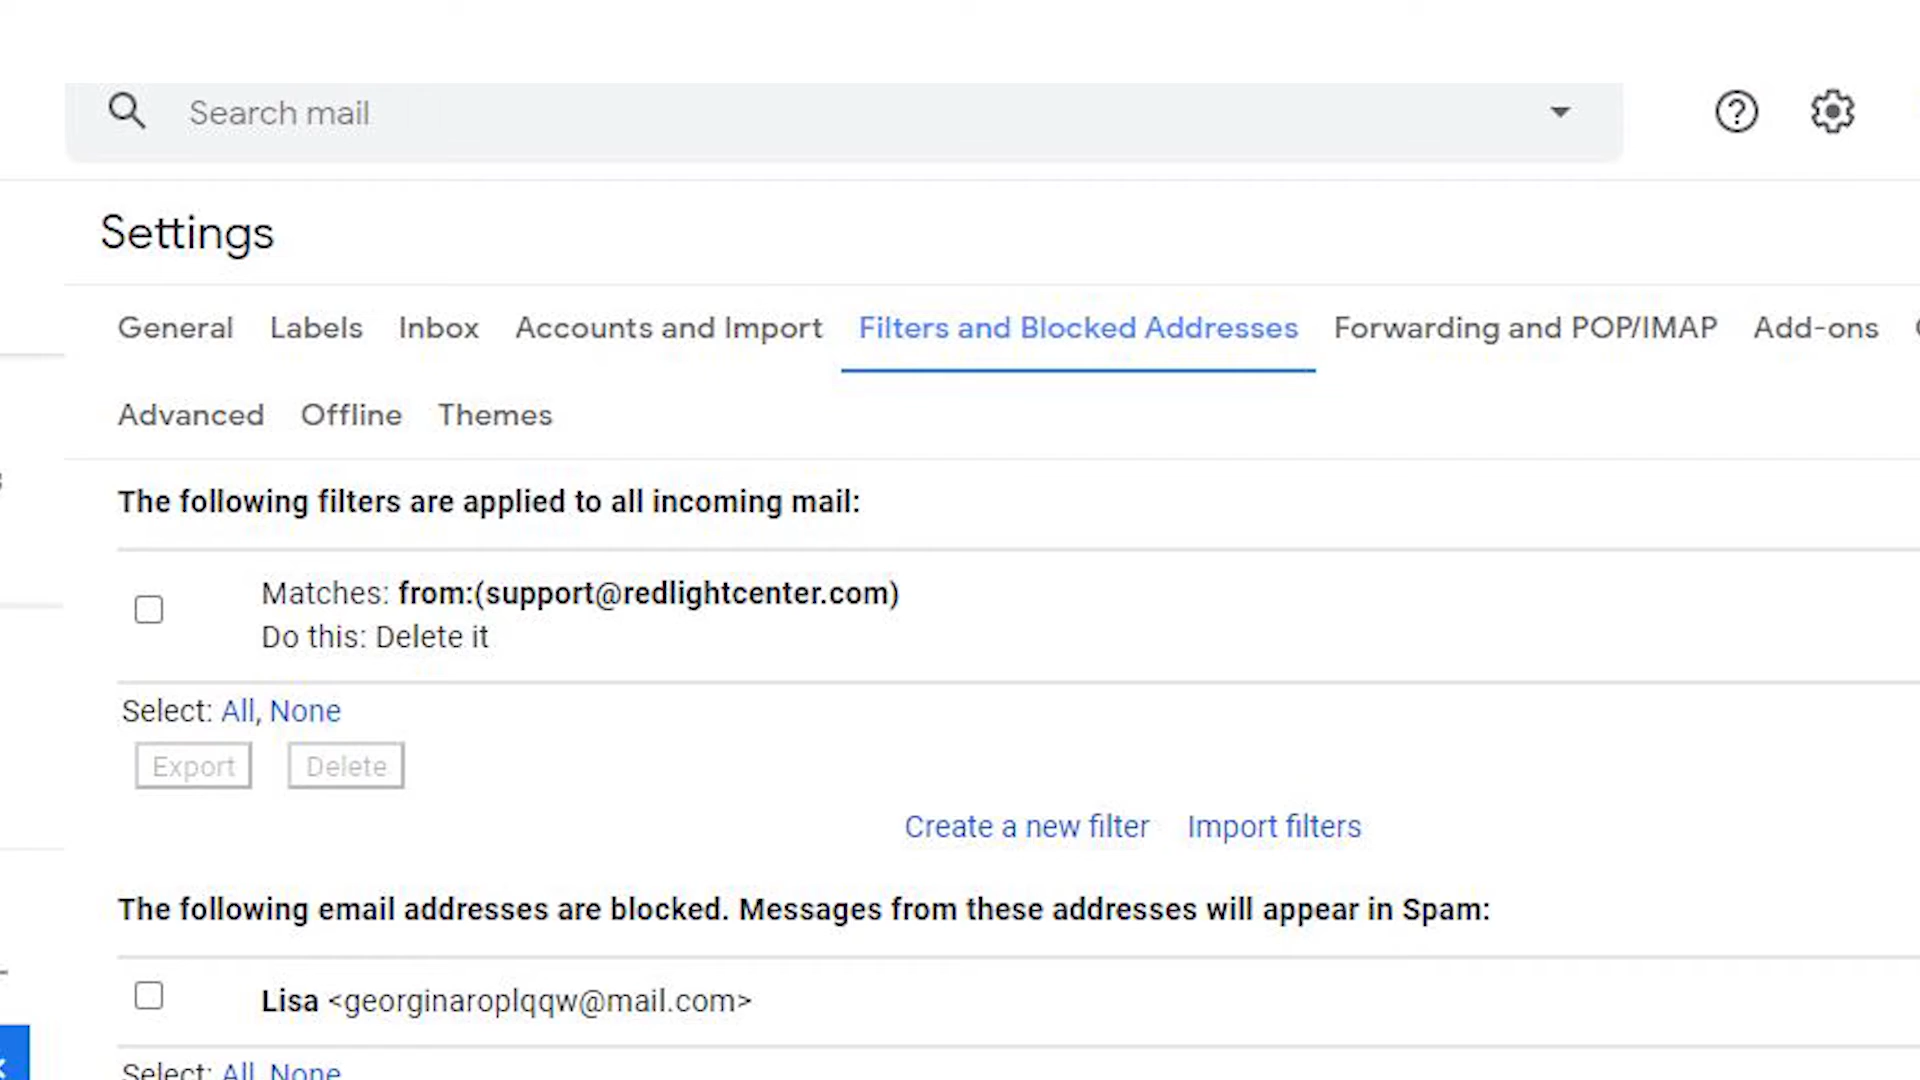 Search mail
Settings
General Labels Inbox Accounts and Import Filters and Blocked Addresses Forwarding and POP/IMAP Add-ons
Advanced Offline Themes
The following filters are applied to all incoming mail:
Matches: from:(support@redlightcenter.com)
Do this: Delete it
Select: All, None
Export Delete
Create a new filter Import filters
The following email addresses are blocked. Messages from these addresses will appear in Spam:
Lisa <georginaroplqqw@mail.com>
Select: All, None